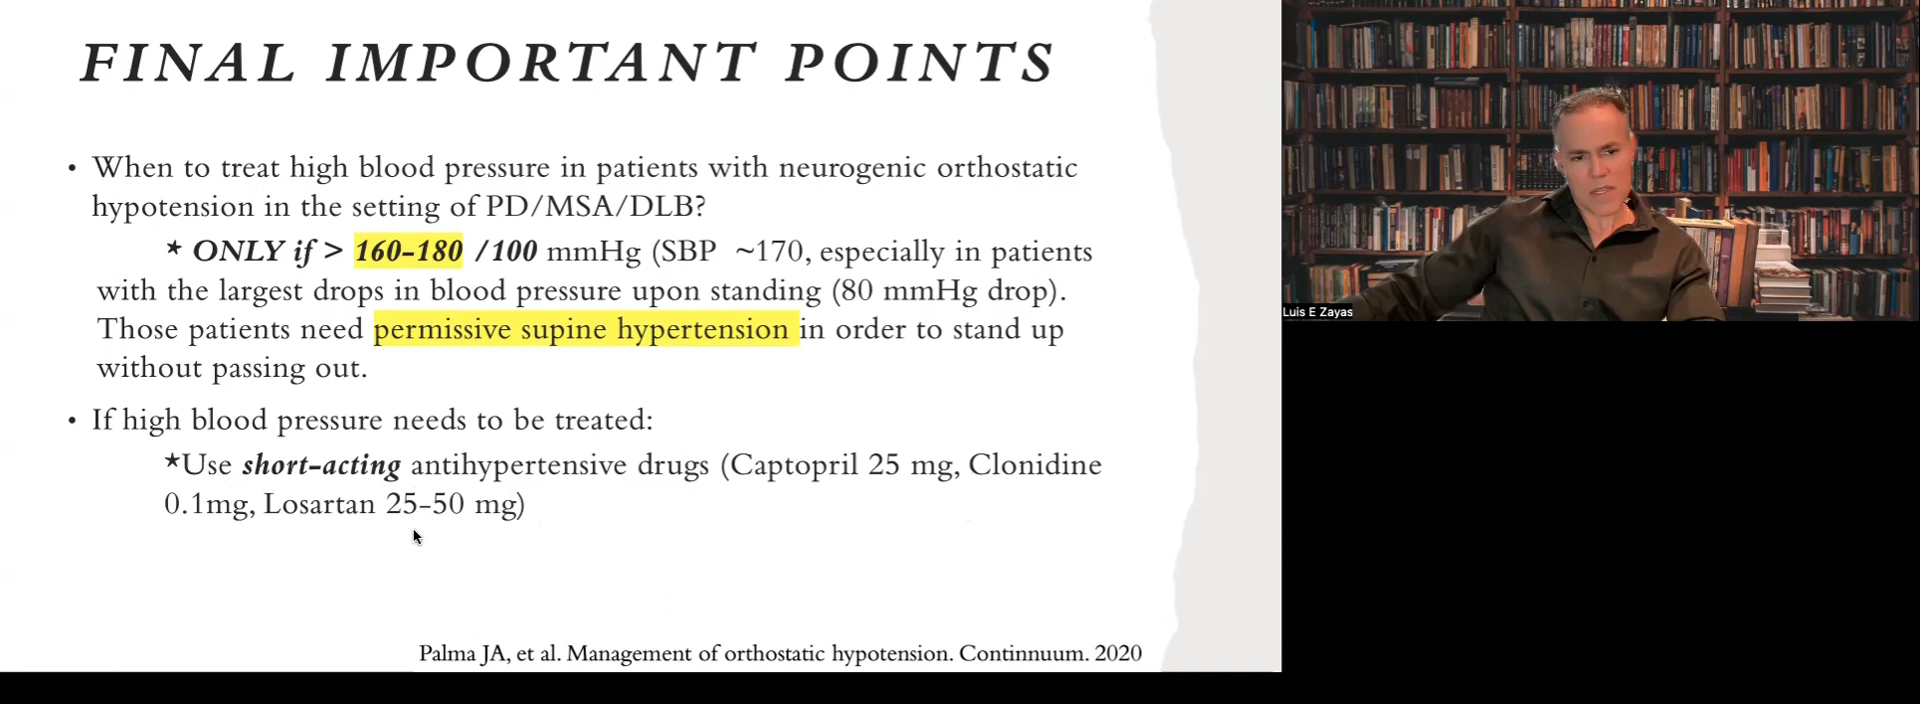 FINAL IMPORTANT POINTS
• When to treat high blood pressure in patients with neurogenic orthostatic
hypotension in the setting of PD/MSA/DLB?
* ONLY if > 160-180 /100 mmHg (SBP ~170, especially in patients
with the largest drops in blood pressure upon standing (80 mmHg drop).
Those patients need permissive supine hypertension in order to stand up
without passing out.
• If high blood pressure needs to be treated:
*Use short-acting antihypertensive drugs (Captopril 25 mg, Clonidine
0.1mg, Losartan 25-50 mg)
Palma JA, et al. Management of orthostatic hypotension. Continnuum. 2020
Luis E Zayas